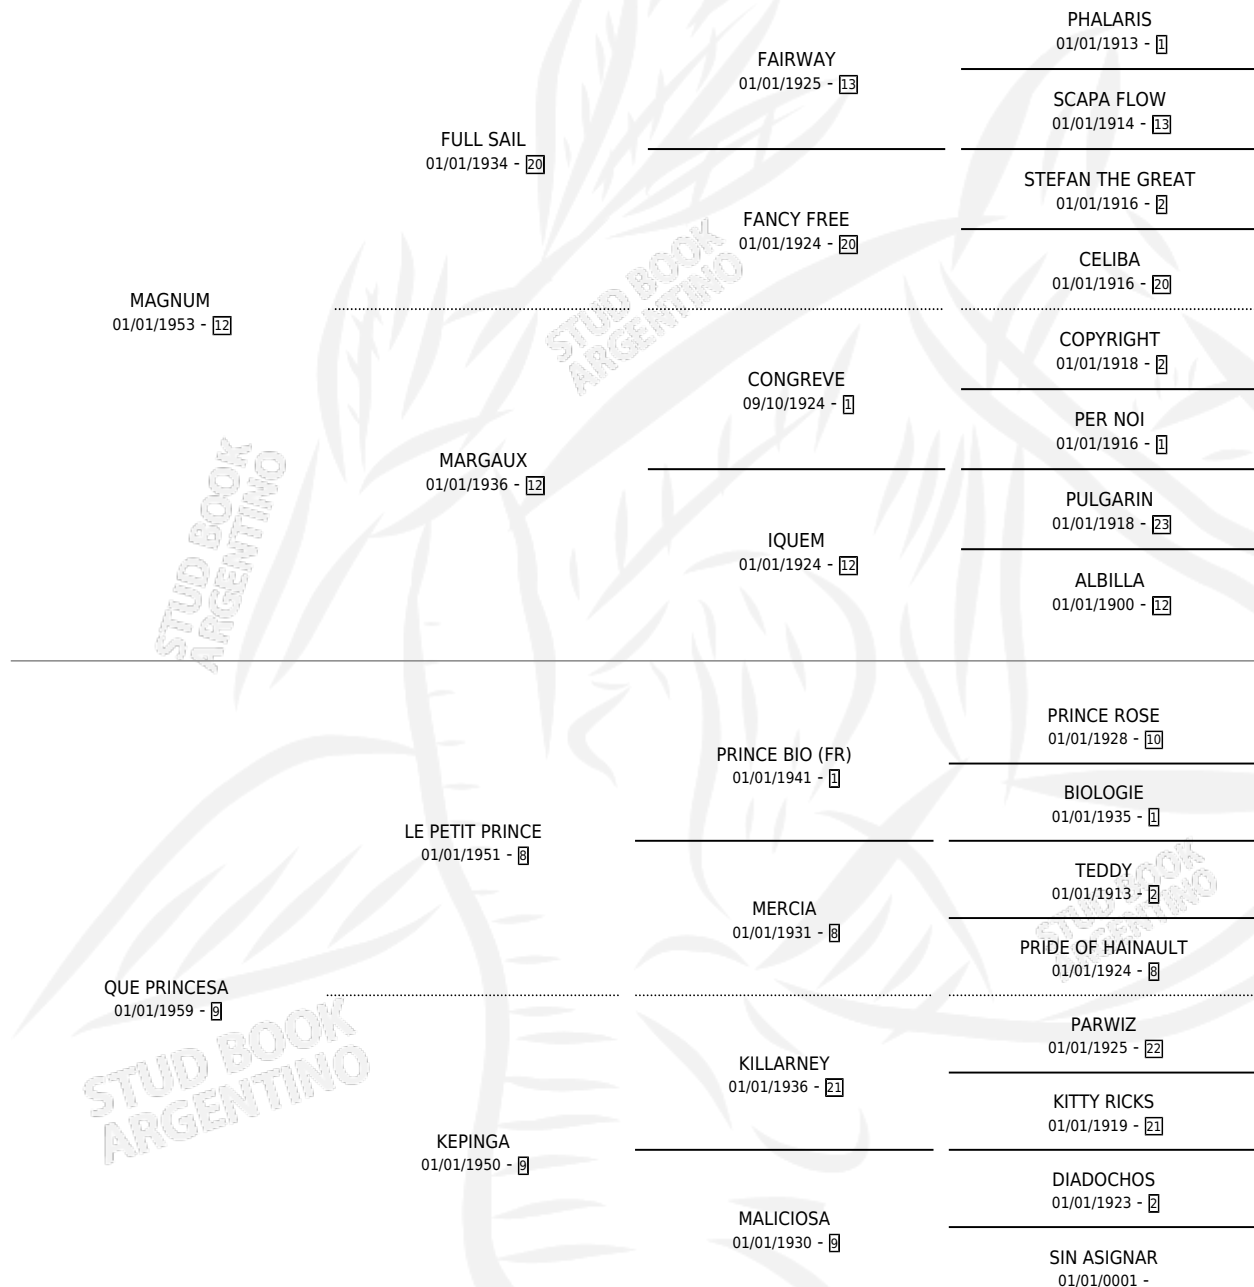 PHALARIS
01/01/1913 - 1
FAIRWAY
01/01/1925 - 13
SCAPA FLOW
01/01/1914 - 13
FULL SAIL
01/01/1934 - 20
STEFAN THE GREAT
01/01/1916 - 2
FANCY FREE
01/01/1924 - 20
CELIBA
01/01/1916 - 20
STUD BOOK
ARGENTINO
MAGNUM
01/01/1953 - 12
COPYRIGHT
01/01/1918 - 2
CONGREVE
09/10/1924 - 1
PER NOI
01/01/1916 - 1
MARGAUX
01/01/1936 - 12
PULGARIN
01/01/1918 - 23
IQUEM
01/01/1924 - 12
ALBILLA
01/01/1900 - 12
STUD BOOK
ARGENTINO
PRINCE ROSE
01/01/1928 - 10
PRINCE BIO (FR)
01/01/1941 - 1
BIOLOGIE
01/01/1935 - 1
LE PETIT PRINCE
01/01/1951 - 8
TEDDY
01/01/1913 - 2
MERCIA
01/01/1931 - 8
PRIDE OF HAINAULT
01/01/1924 - 8
STUD BOOK
ARGENTINO
QUE PRINCESA
01/01/1959 - 9
PARWIZ
01/01/1925 - 22
KILLARNEY
01/01/1936 - 21
KITTY RICKS
01/01/1919 - 21
STUD BOOK
ARGENTINO
KEPINGA
01/01/1950 - 9
DIADOCHOS
01/01/1923 - 2
MALICIOSA
01/01/1930 - 9
SIN ASIGNAR
01/01/0001 -